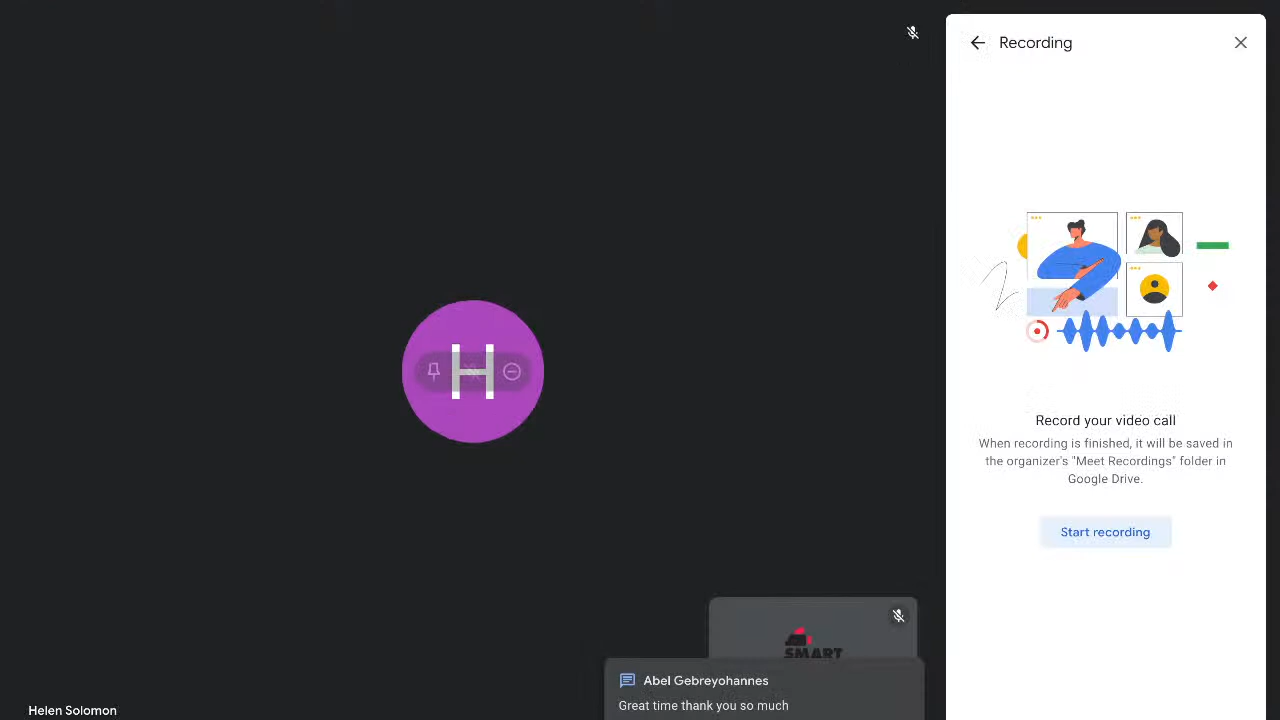 Recording
H
Record your video call
When recording is finished, it will be saved in
the organizer's "Meet Recordings" folder in
Google Drive.
Start recording
SMART
Abel Gebreyohannes
Great time thank you so much
Helen Solomon